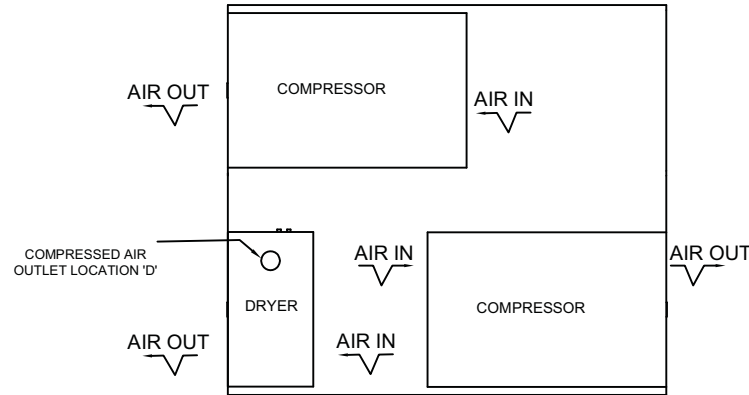 AIR OUT
COMPRESSOR
AIR IN
COMPRESSED AIR
OUTLET LOCATION 'D'
AIR IN
AIR OUT
DRYER
COMPRESSOR
AIR OUT
AIR IN